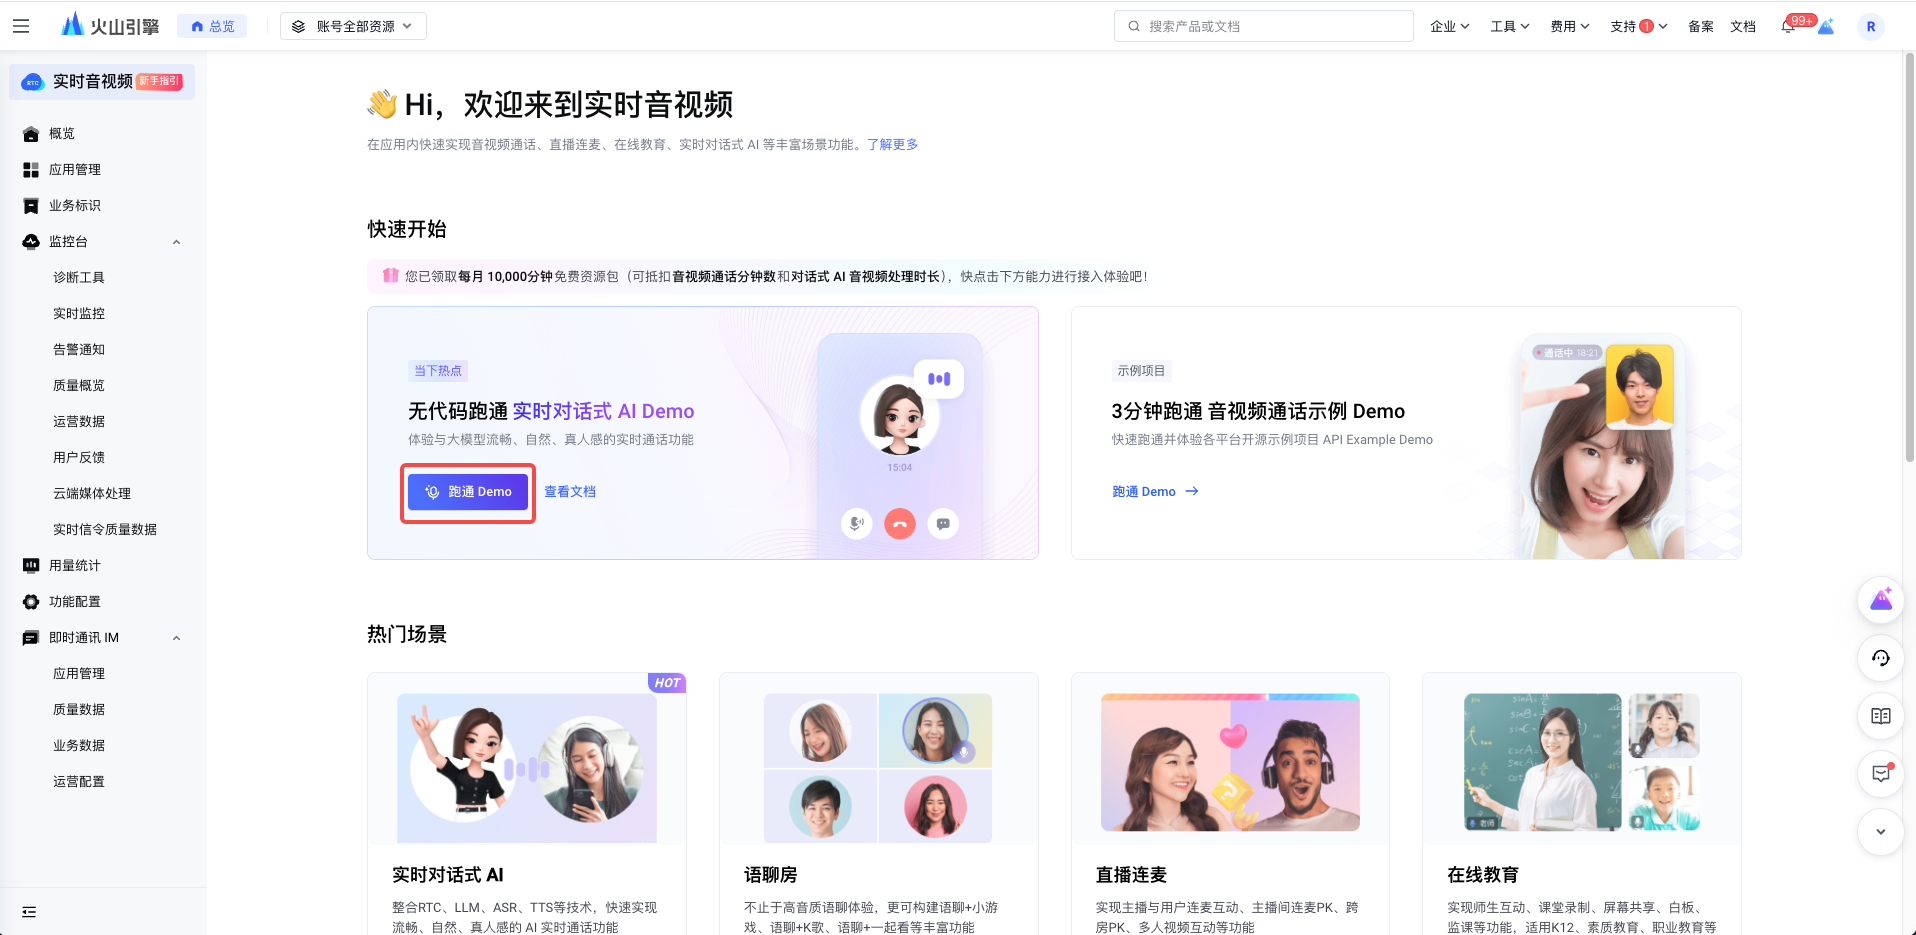 火山引擎
总览
账号全部资源
搜索产品或文档
企业
工具
费用
支持 1
备案
文档
99+
R
RTC
实时音视频
新手指引
概览
应用管理
业务标识
监控台
诊断工具
实时监控
告警通知
质量概览
运营数据
用户反馈
云端媒体处理
实时信令质量数据
用量统计
功能配置
即时通讯 IM
应用管理
质量数据
业务数据
运营配置
Hi，欢迎来到实时音视频
在应用内快速实现音视频通话、直播连麦、在线教育、实时对话式 AI 等丰富场景功能。了解更多
快速开始
您已领取每月 10,000分钟免费资源包（可抵扣音视频通话分钟数和对话式 AI 音视频处理时长），快点击下方能力进行接入体验吧！
当下热点
无代码跑通 实时对话式 AI Demo
体验与大模型流畅、自然、真人感的实时通话功能
跑通 Demo
查看文档
15:04
示例项目
3分钟跑通 音视频通话示例 Demo
快速跑通并体验各平台开源示例项目 API Example Demo
跑通 Demo
通话中 18:21
热门场景
HOT
实时对话式 AI
整合RTC、LLM、ASR、TTS等技术，快速实现
流畅、自然、真人感的 AI 实时通话功能
语聊房
不止于高音质语聊体验，更可构建语聊+小游
戏、语聊+K歌、语聊+一起看等丰富功能
直播连麦
实现主播与用户连麦互动、主播间连麦PK、跨
房PK、多人视频互动等功能
老师
在线教育
实现师生互动、课堂录制、屏幕共享、白板、
监课等功能，适用K12、素质教育、职业教育等